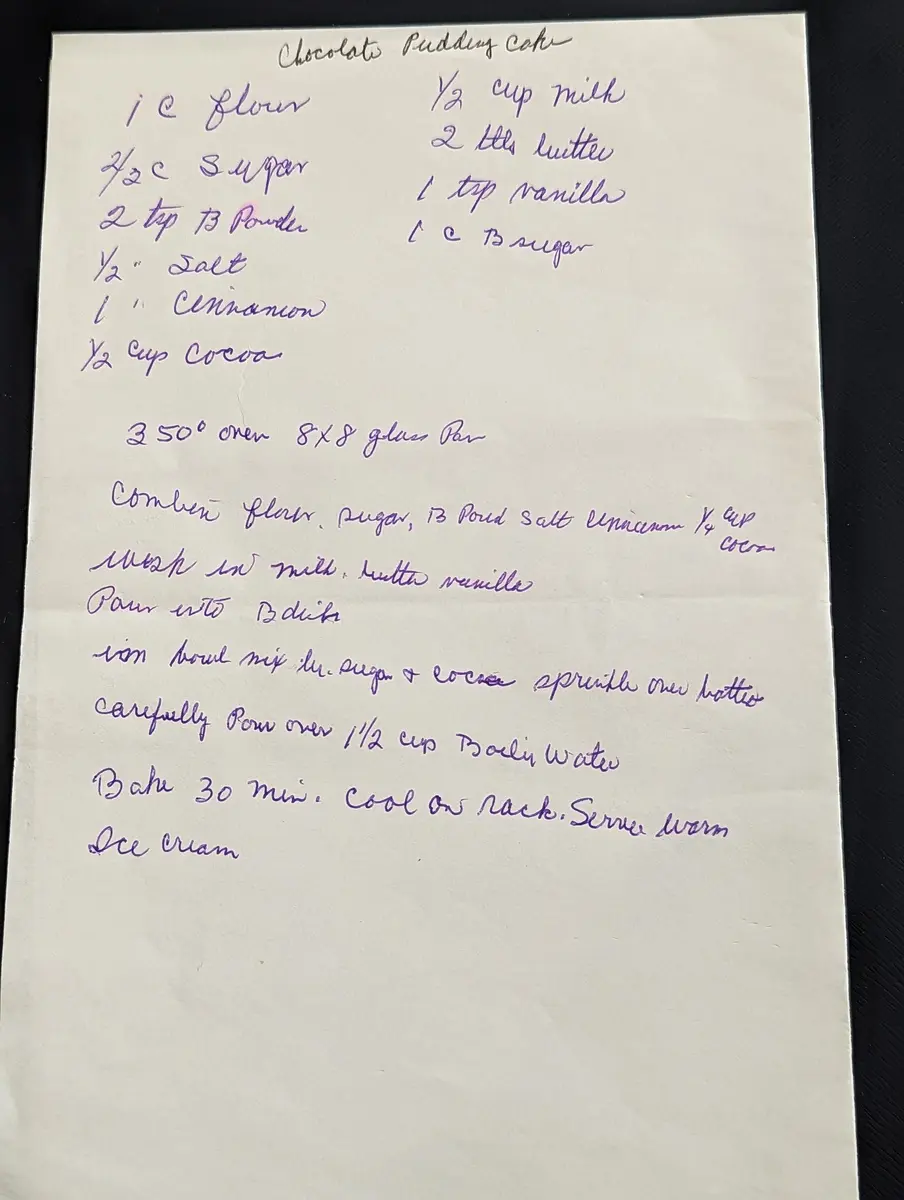 Chocolate Pudding Cake
1 C flour
2/3 C Sugar
2 tsp B Powder
1/2 " Salt
1 " Cinnamon
1/2 cup Cocoa
1/2 cup milk
2 tbls butter
1 tsp vanilla
1 C B sugar
350° oven 8x8 glass Pan
Combin flour, sugar, B Powd Salt Cinnamon 1/4 cup cocoa
wisk in milk, butter vanilla
Pour into B dish
bowl mix br. sugar + cocoa sprinkle over batter
Carefully Pour over 1 1/2 cup Boilin Water
Bake 30 min. Cool on rack. Serve warm
Ice cream